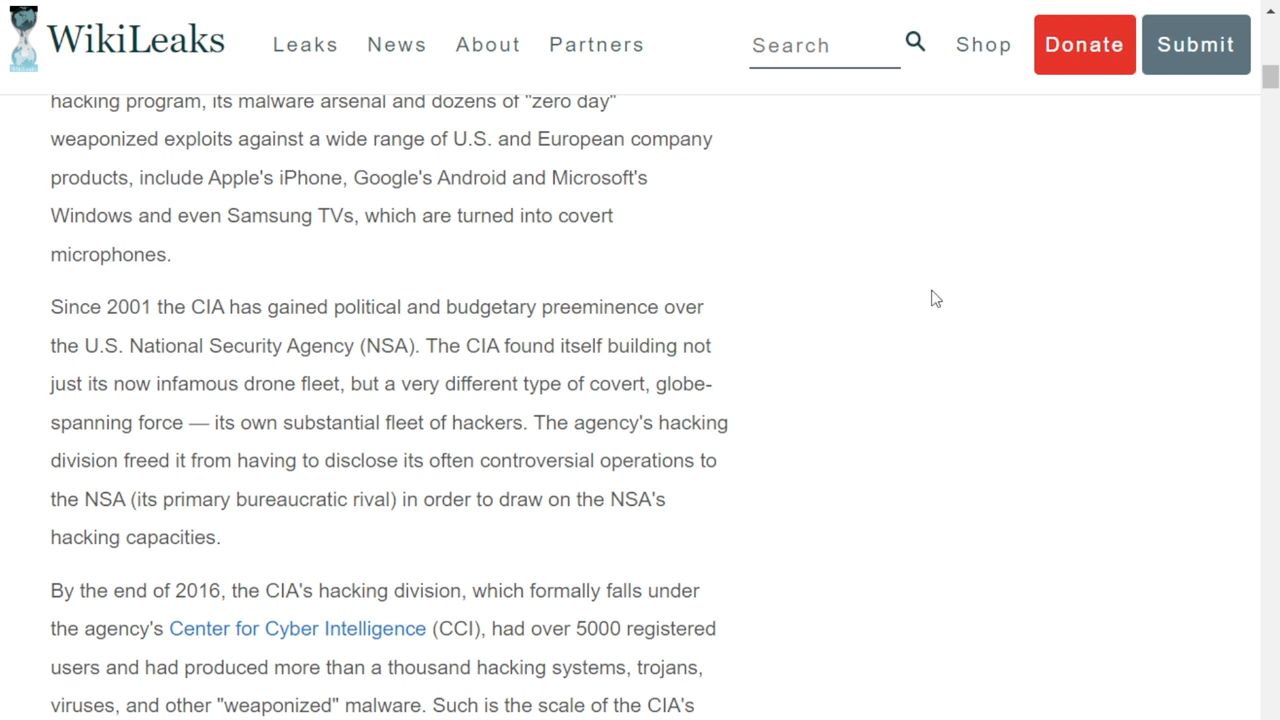 WikiLeaks
Leaks News About Partners
Search
Shop
Donate
Submit
hacking program, its malware arsenal and dozens of "zero day"
weaponized exploits against a wide range of U.S. and European company
products, include Apple's iPhone, Google's Android and Microsoft's
Windows and even Samsung TVs, which are turned into covert
microphones.
Since 2001 the CIA has gained political and budgetary preeminence over
the U.S. National Security Agency (NSA). The CIA found itself building not
just its now infamous drone fleet, but a very different type of covert, globe-
spanning force — its own substantial fleet of hackers. The agency's hacking
division freed it from having to disclose its often controversial operations to
the NSA (its primary bureaucratic rival) in order to draw on the NSA's
hacking capacities.
By the end of 2016, the CIA's hacking division, which formally falls under
the agency's Center for Cyber Intelligence (CCI), had over 5000 registered
users and had produced more than a thousand hacking systems, trojans,
viruses, and other "weaponized" malware. Such is the scale of the CIA's